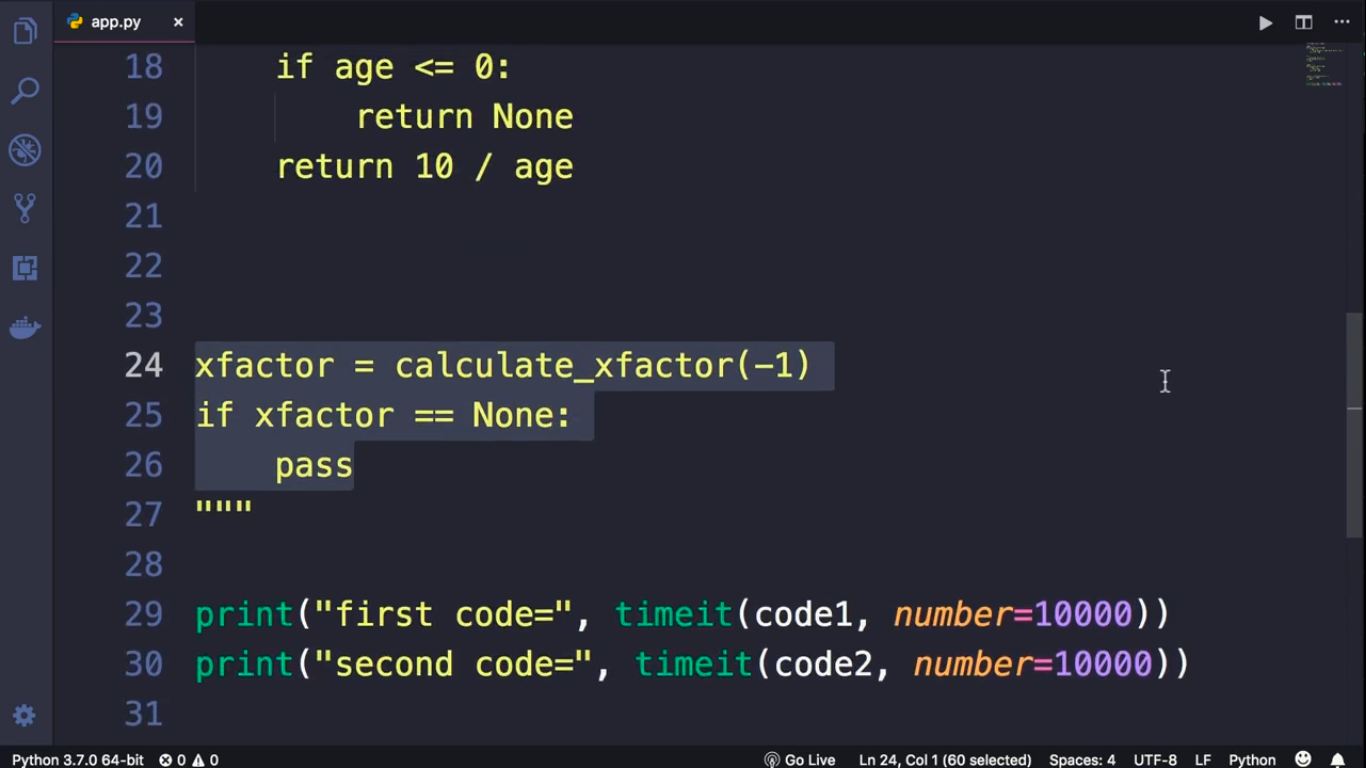 app.py ×
18 if age <= 0:
19 return None
20 return 10 / age
21
22
23
24 xfactor = calculate_xfactor(-1)
25 if xfactor == None:
26 pass
27 """
28
29 print("first code=", timeit(code1, number=10000))
30 print("second code=", timeit(code2, number=10000))
31
Python 3.7.0 64-bit 0 0 Go Live Ln 24, Col 1 (60 selected) Spaces: 4 UTF-8 LF Python